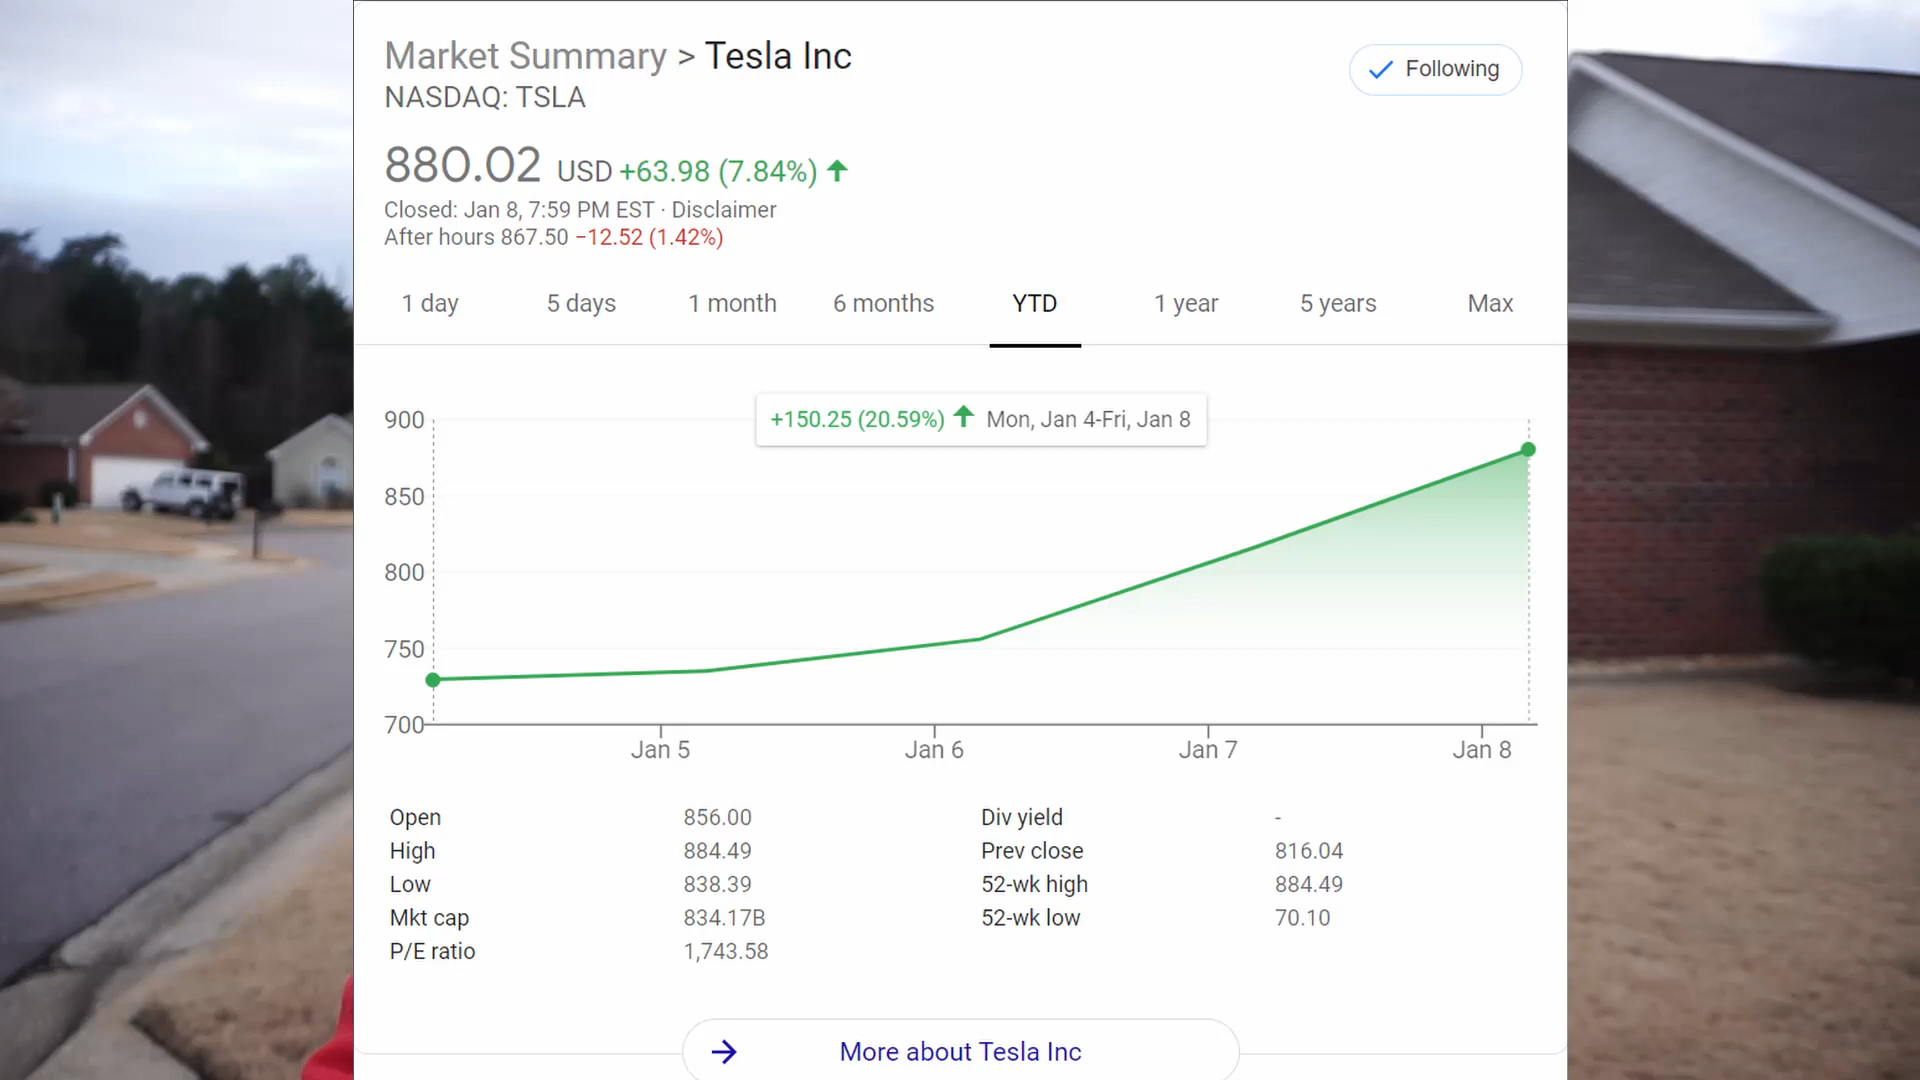 Market Summary > Tesla Inc
Following
NASDAQ: TSLA
880.02 USD +63.98 (7.84%)
Closed: Jan 8, 7:59 PM EST · Disclaimer
After hours 867.50 −12.52 (1.42%)
1 day 5 days 1 month 6 months YTD 1 year 5 years Max
+150.25 (20.59%) Mon, Jan 4-Fri, Jan 8
900
850
800
750
700
Jan 5 Jan 6 Jan 7 Jan 8
Open 856.00 Div yield -
High 884.49 Prev close 816.04
Low 838.39 52-wk high 884.49
Mkt cap 834.17B 52-wk low 70.10
P/E ratio 1,743.58
More about Tesla Inc